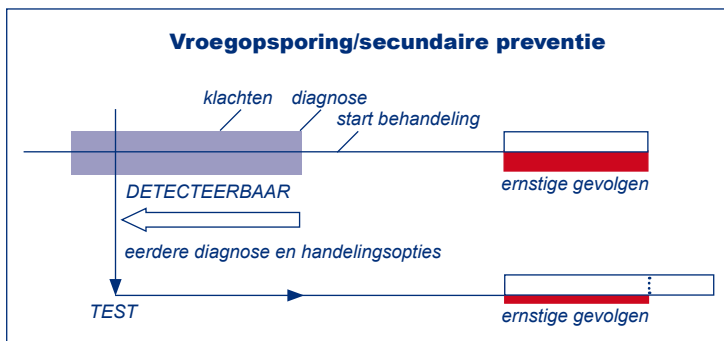 Vroegopsporing/secundaire preventie
klachten
diagnose
start behandeling
DETECTEERBAAR
ernstige gevolgen
eerdere diagnose en handelingsopties
TEST
ernstige gevolgen